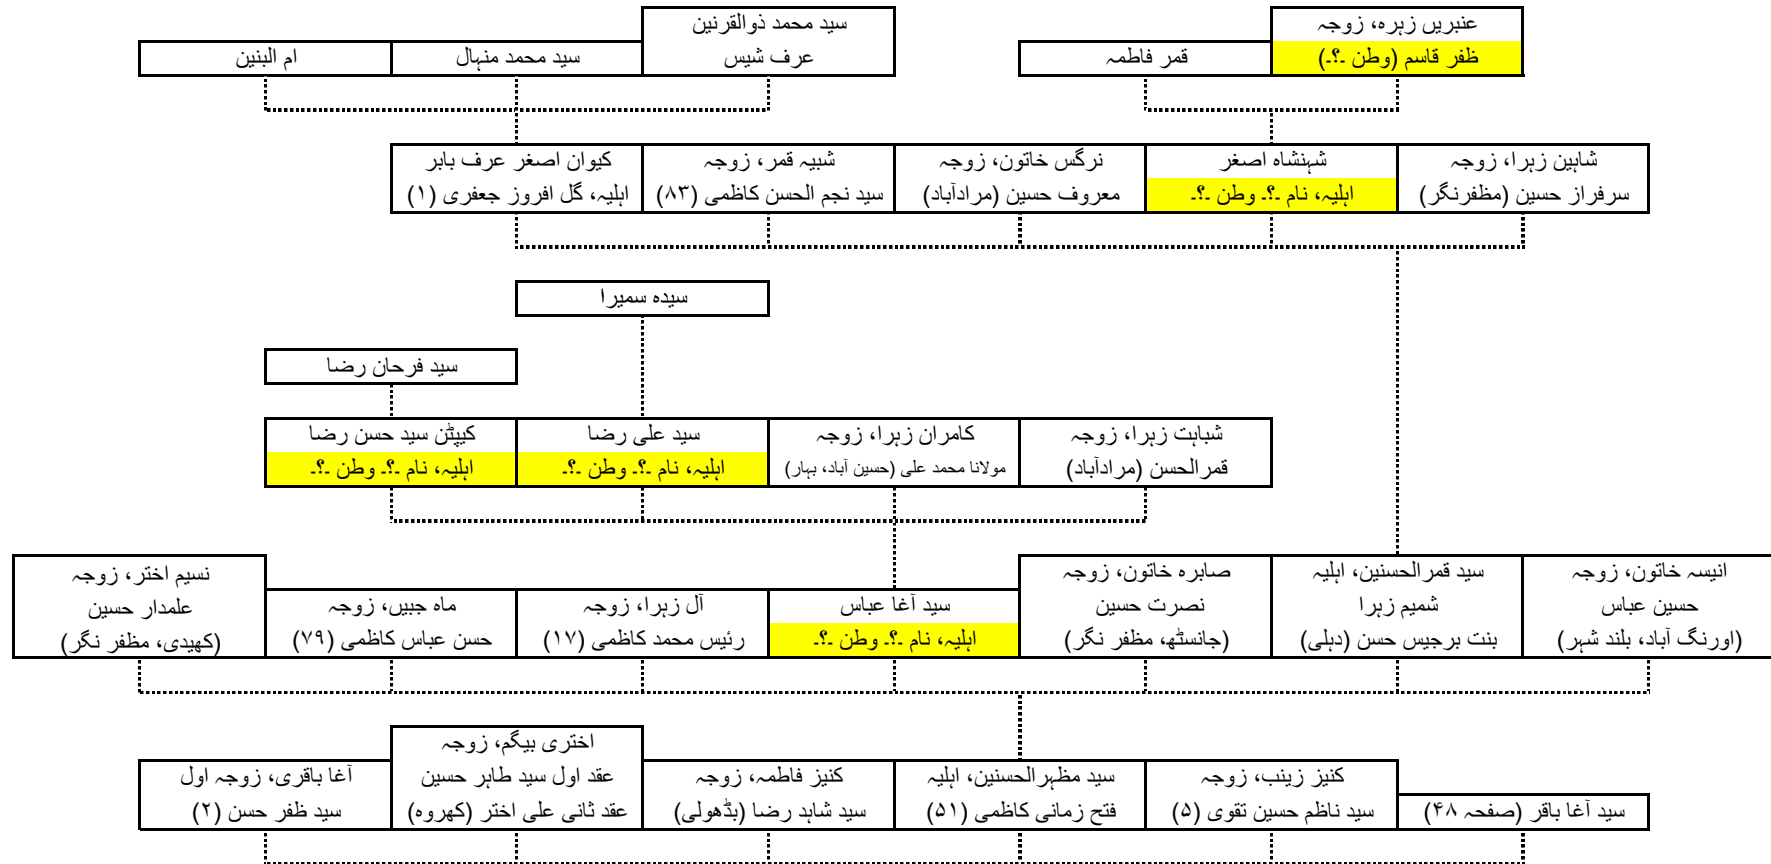 عنبریں زہرہ، زوجہ
ظفر قاسم (وطن ۔؟۔)
قمر فاطمہ
سید محمد ذوالقرنین
عرف شیس
سید محمد منہال
ام البنین
شاہین زہرا، زوجہ
سرفراز حسین (مظفرنگر)
شہنشاہ اصغر
اہلیہ، نام ۔؟۔ وطن ۔؟۔
نرگس خاتون، زوجہ
معروف حسین (مرادآباد)
شبیہ قمر، زوجہ
سید نجم الحسن کاظمی (۸۳)
کیوان اصغر عرف بابر
اہلیہ، گل افروز جعفری (۱)
سیدہ سمیرا
سید فرحان رضا
شباہت زہرا، زوجہ
قمرالحسن (مرادآباد)
کامران زہرا، زوجہ
مولانا محمد علی (حسین آباد، بہار)
سید علی رضا
اہلیہ، نام ۔؟۔ وطن ۔؟۔
کیپٹن سید حسن رضا
اہلیہ، نام ۔؟۔ وطن ۔؟۔
انیسہ خاتون، زوجہ
حسین عباس
(اورنگ آباد، بلند شہر)
سید قمرالحسنین، اہلیہ
شمیم زہرا
بنت برجیس حسن (دہلی)
صابرہ خاتون، زوجہ
نصرت حسین
(جانسٹھ، مظفر نگر)
سید آغا عباس
اہلیہ، نام ۔؟۔ وطن ۔؟۔
آل زہرا، زوجہ
رئیس محمد کاظمی (۱۷)
ماہ جبیں، زوجہ
حسن عباس کاظمی (۷۹)
نسیم اختر، زوجہ
علمدار حسین
(کھیڈی، مظفر نگر)
سید آغا باقر (صفحہ ۴۸)
کنیز زینب، زوجہ
سید ناظم حسین تقوی (۵)
سید مظہرالحسنین، اہلیہ
فتح زمانی کاظمی (۵۱)
کنیز فاطمہ، زوجہ
سید شاہد رضا (بڈھولی)
اختری بیگم، زوجہ
عقد اول سید طاہر حسین
عقد ثانی علی اختر (کھروہ)
آغا باقری، زوجہ اول
سید ظفر حسن (۲)